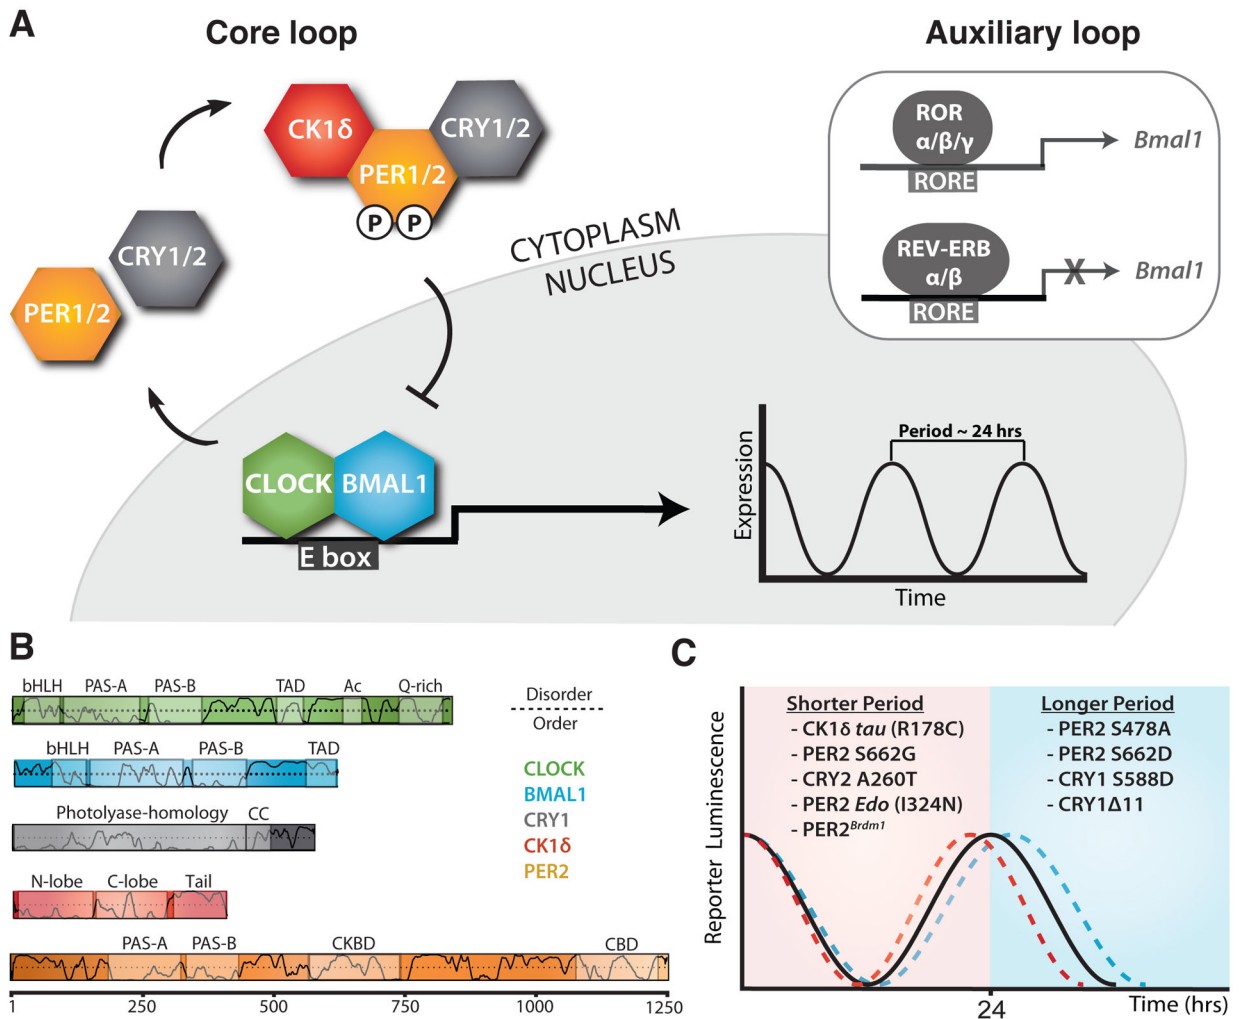 A
Core loop
Auxiliary loop
CK1δ
CRY1/2
PER1/2
P P
CRY1/2
PER1/2
CYTOPLASM
NUCLEUS
ROR
α/β/γ
RORE
Bmal1
REV-ERB
α/β
RORE
X
Bmal1
CLOCK BMAL1
E box
Expression
Period ~ 24 hrs
Time
B
bHLH PAS-A PAS-B TAD Ac Q-rich
bHLH PAS-A PAS-B TAD
Photolyase-homology CC
N-lobe C-lobe Tail
PAS-A PAS-B CKBD CBD
1 250 500 750 1000 1250
Disorder
Order
CLOCK
BMAL1
CRY1
CK1δ
PER2
C
Reporter Luminescence
Shorter Period
- CK1δ tau (R178C)
- PER2 S662G
- CRY2 A260T
- PER2 Edo (I324N)
- PER2Brdm1
Longer Period
- PER2 S478A
- PER2 S662D
- CRY1 S588D
- CRY1Δ11
24
Time (hrs)